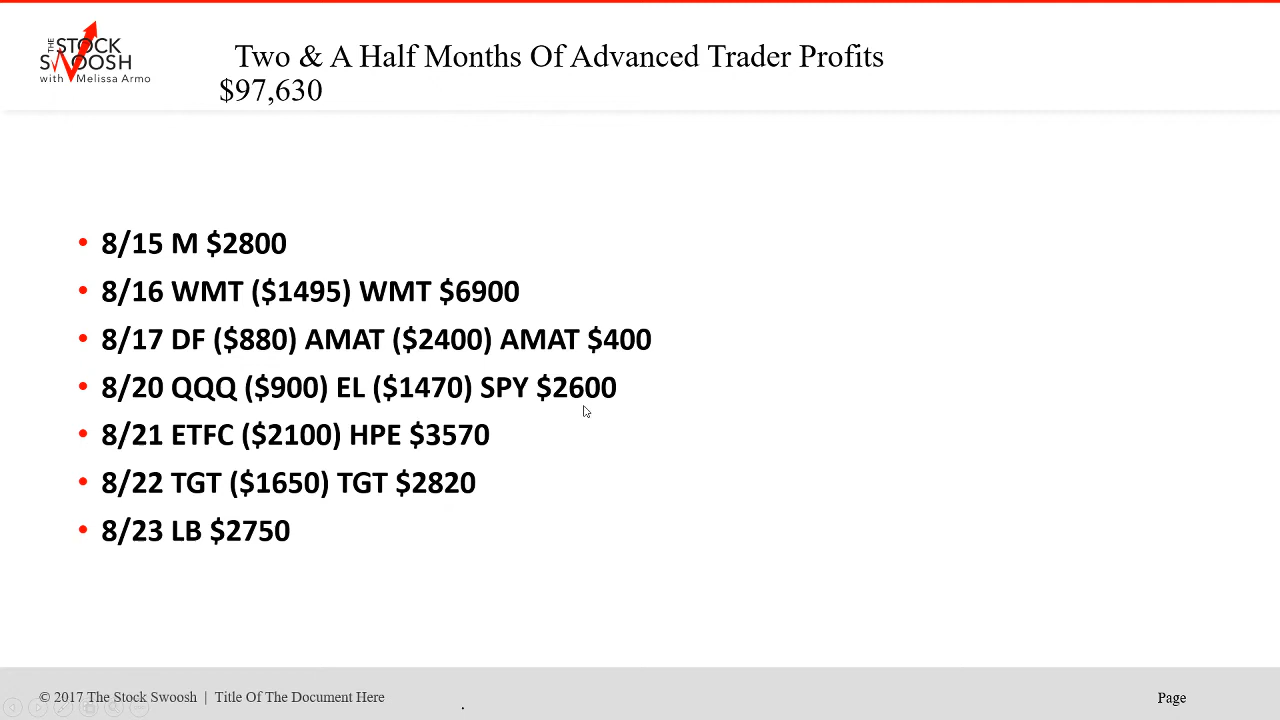 THE STOCK
SWOOSH
with Melissa Armo
Two & A Half Months Of Advanced Trader Profits
$97,630
• 8/15 M $2800
• 8/16 WMT ($1495) WMT $6900
• 8/17 DF ($880) AMAT ($2400) AMAT $400
• 8/20 QQQ ($900) EL ($1470) SPY $2600
• 8/21 ETFC ($2100) HPE $3570
• 8/22 TGT ($1650) TGT $2820
• 8/23 LB $2750
© 2017 The Stock Swoosh | Title Of The Document Here
.
Page